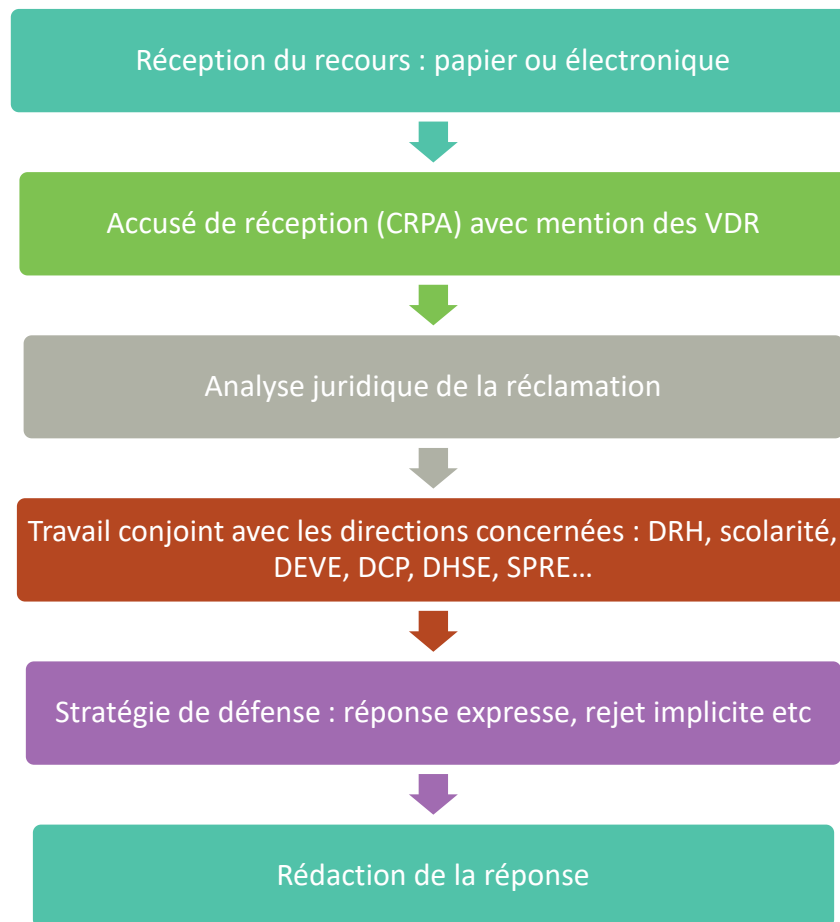 Réception du recours : papier ou électronique
Accusé de réception (CRPA) avec mention des VDR
Analyse juridique de la réclamation
Travail conjoint avec les directions concernées : DRH, scolarité,
DEVE, DCP, DHSE, SPRE…
Stratégie de défense : réponse expresse, rejet implicite etc
Rédaction de la réponse